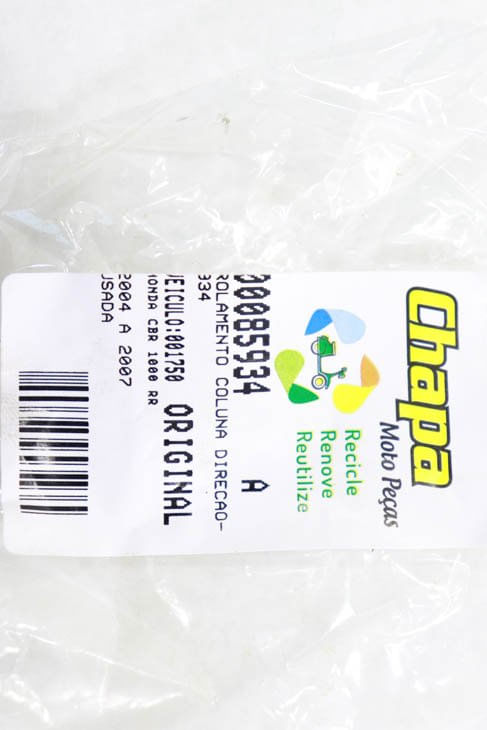 Chapa
Moto Peças
Recicle
Renove
Reutilize
00085934 A
ROLAMENTO COLUNA DIRECAO-
934
VEICULO:001750 ORIGINAL
HONDA CBR 1000 RR
2004 A 2007
USADA